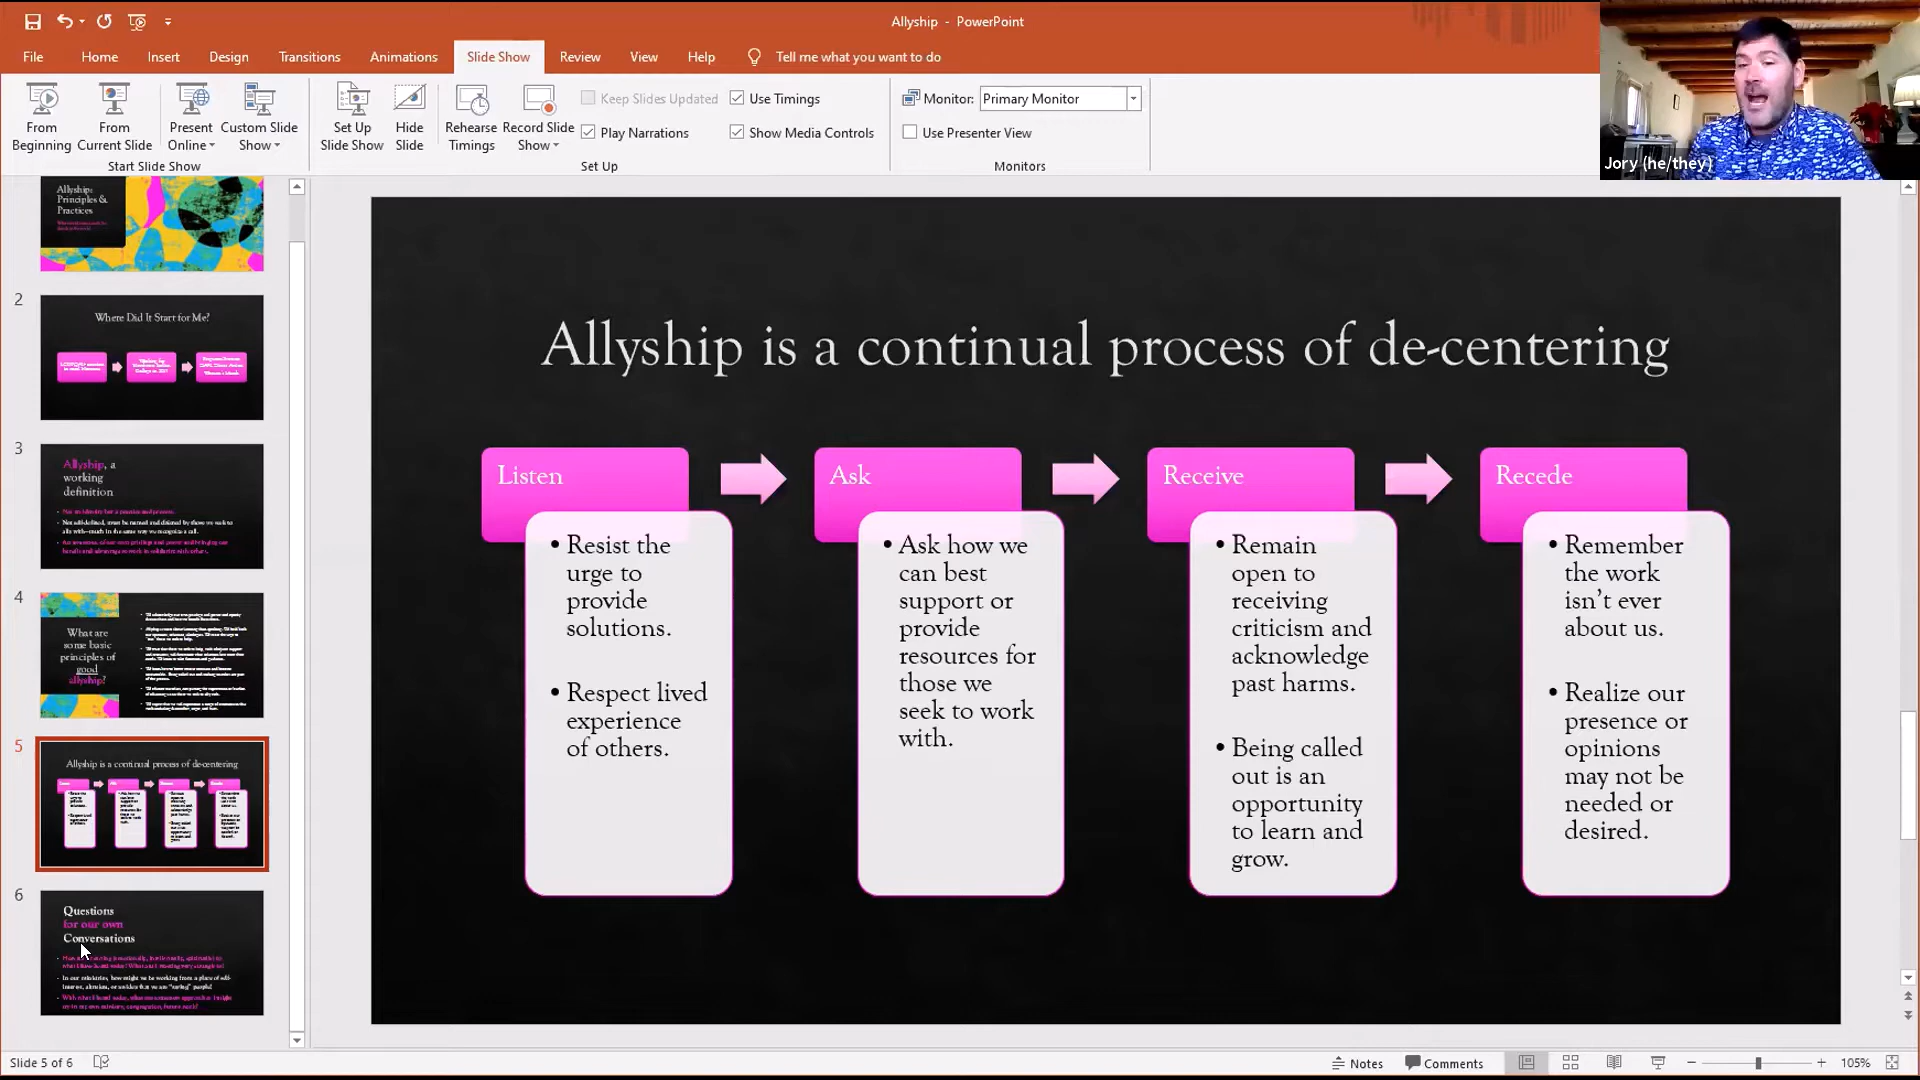 Allyship - PowerPoint
File Home Insert Design Transitions Animations Slide Show Review View Help Tell me what you want to do
From Beginning
From Current Slide
Present Online
Custom Slide Show
Start Slide Show
Set Up Slide Show
Hide Slide
Rehearse Timings
Record Slide Show
Keep Slides Updated
Play Narrations
Use Timings
Show Media Controls
Set Up
Monitor: Primary Monitor
Use Presenter View
Monitors
Jory (he/they)
Allyship:
Principles &
Practices
2
Where Did It Start for Me?
3
Allyship, a
working
definition
4
What are
some basic
principles of
good
allyship?
5
Allyship is a continual process of de-centering
6
Questions
for our own
Conversations
Allyship is a continual process of de-centering
Listen
• Resist the
urge to
provide
solutions.
• Respect lived
experience
of others.
Ask
• Ask how we
can best
support or
provide
resources for
those we
seek to work
with.
Receive
• Remain
open to
receiving
criticism and
acknowledge
past harms.
• Being called
out is an
opportunity
to learn and
grow.
Recede
• Remember
the work
isn't ever
about us.
• Realize our
presence or
opinions
may not be
needed or
desired.
Slide 5 of 6
Notes
Comments
105%